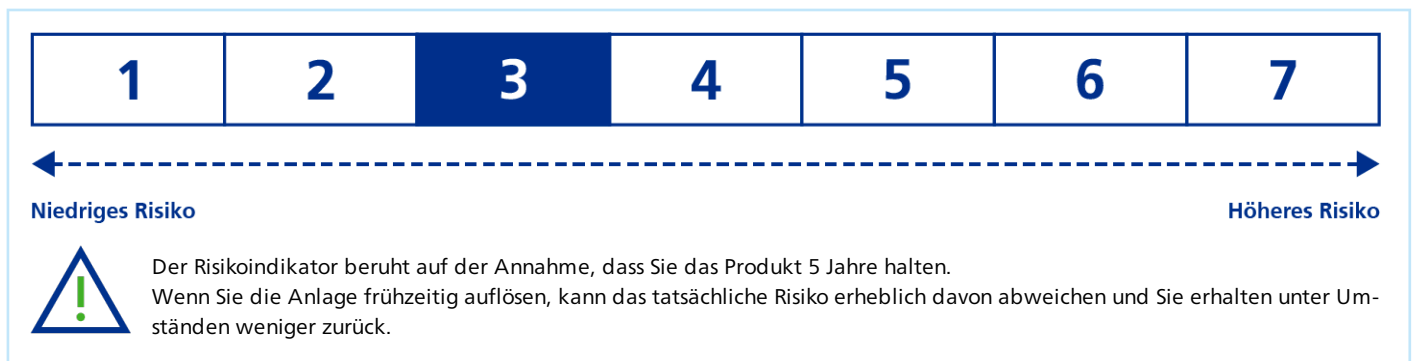 1 2 3 4 5 6 7
Niedriges Risiko Höheres Risiko
Der Risikoindikator beruht auf der Annahme, dass Sie das Produkt 5 Jahre halten.
Wenn Sie die Anlage frühzeitig auflösen, kann das tatsächliche Risiko erheblich davon abweichen und Sie erhalten unter Um-
ständen weniger zurück.